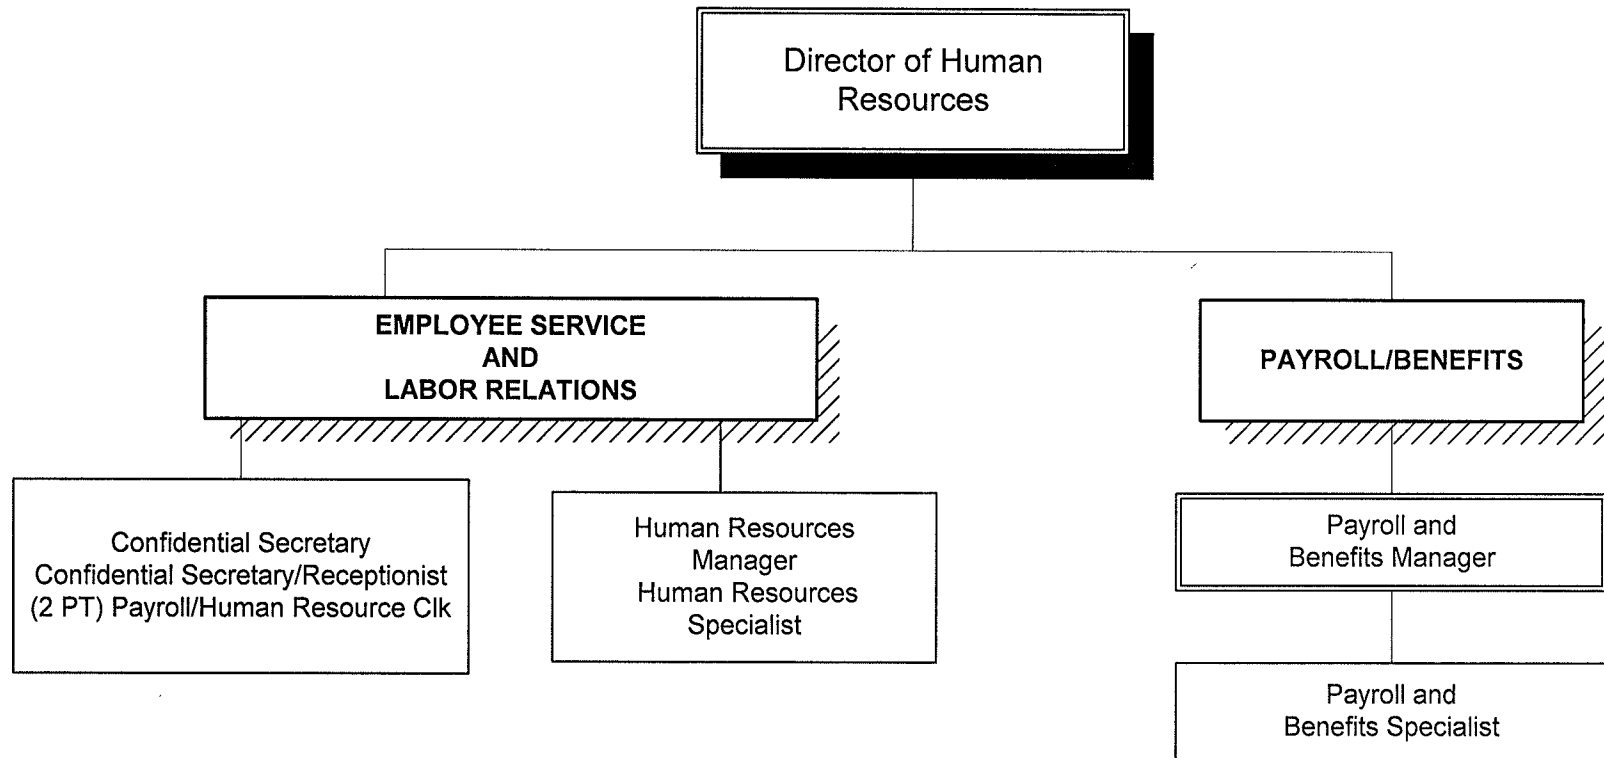 Director of Human
Resources
EMPLOYEE SERVICE
AND
LABOR RELATIONS
PAYROLL/BENEFITS
Confidential Secretary
Confidential Secretary/Receptionist
(2 PT) Payroll/Human Resource Clk
Human Resources
Manager
Human Resources
Specialist
Payroll and
Benefits Manager
Payroll and
Benefits Specialist